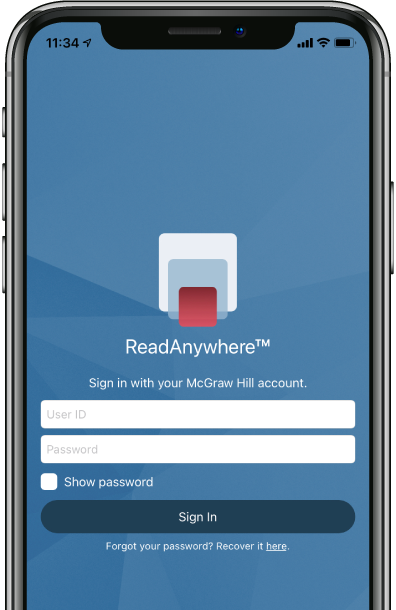 11:34
ReadAnywhere™
Sign in with your McGraw Hill account.
User ID
Password
Show password
Sign In
Forgot your password? Recover it here.